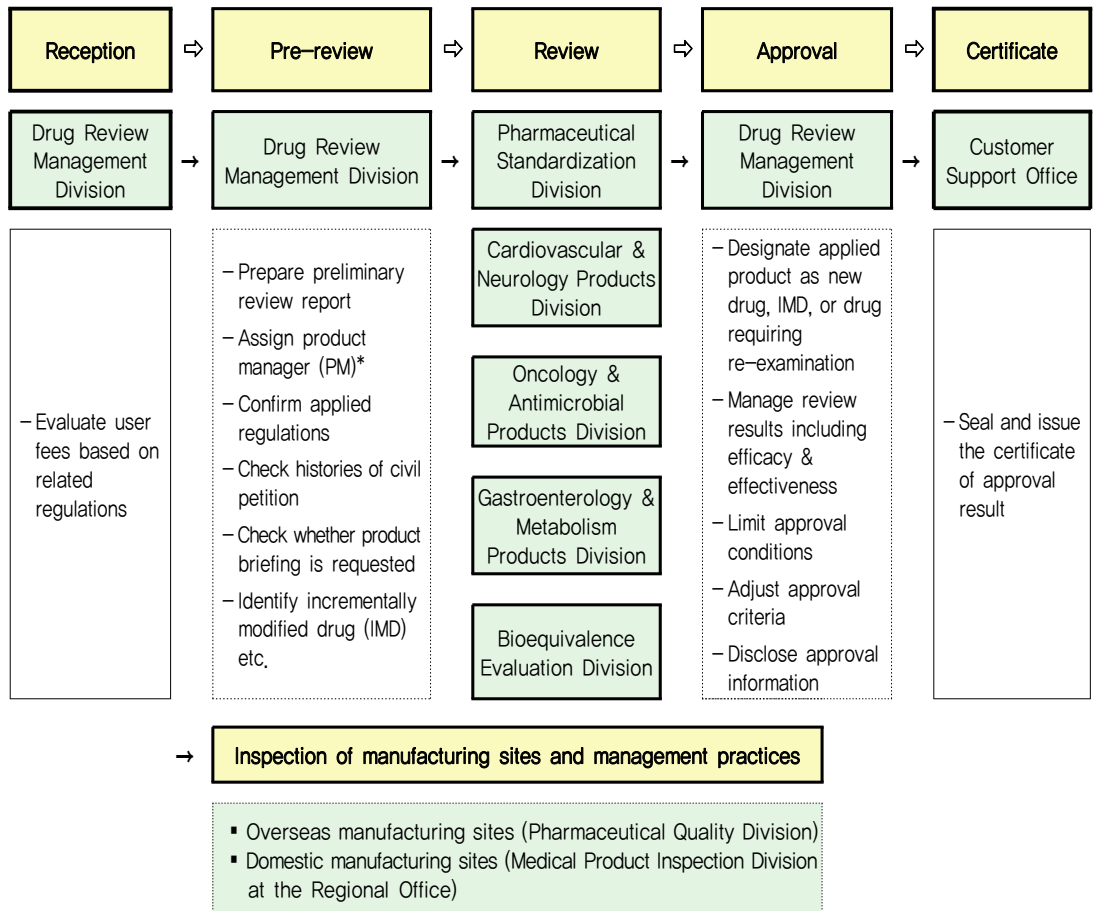 Reception ⇨ Pre-review ⇨ Review ⇨ Approval ⇨ Certificate
Drug Review
Management
Division
→
Drug Review
Management Division
→
Pharmaceutical
Standardization
Division
→
Drug Review
Management
Division
→
Customer
Support Office
– Evaluate user
fees based on
related
regulations
– Prepare preliminary
review report
– Assign product
manager (PM)*
– Confirm applied
regulations
– Check histories of civil
petition
– Check whether product
briefing is requested
– Identify incrementally
modified drug (IMD)
etc.
Cardiovascular &
Neurology Products
Division
Oncology &
Antimicrobial
Products Division
Gastroenterology &
Metabolism
Products Division
Bioequivalence
Evaluation Division
– Designate applied
product as new
drug, IMD, or drug
requiring
re-examination
– Manage review
results including
efficacy &
effectiveness
– Limit approval
conditions
– Adjust approval
criteria
– Disclose approval
information
– Seal and issue
the certificate
of approval
result
→ Inspection of manufacturing sites and management practices
▪ Overseas manufacturing sites (Pharmaceutical Quality Division)
▪ Domestic manufacturing sites (Medical Product Inspection Division
at the Regional Office)